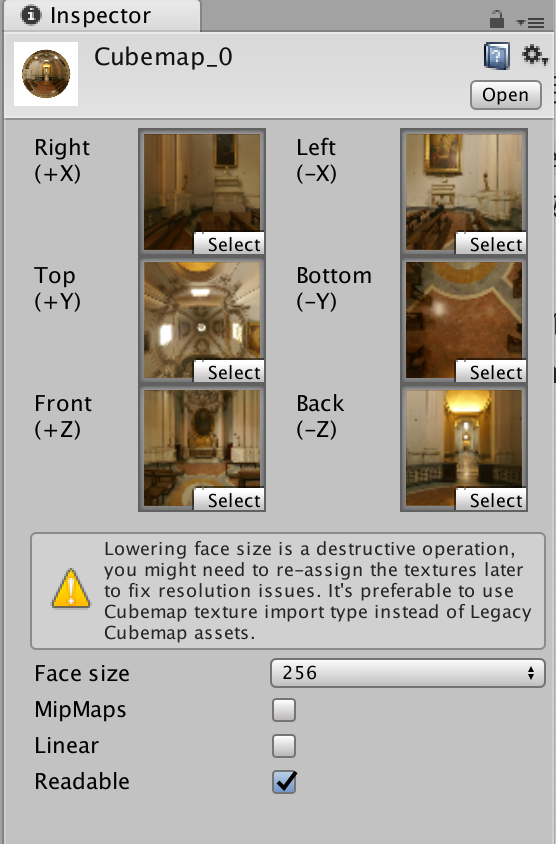 Inspector
Cubemap_0
Open
Right
(+X)
Select
Left
(−X)
Select
Top
(+Y)
Select
Bottom
(−Y)
Select
Front
(+Z)
Select
Back
(−Z)
Select
Lowering face size is a destructive operation,
you might need to re-assign the textures later
to fix resolution issues. It's preferable to use
Cubemap texture import type instead of Legacy
Cubemap assets.
Face size
256
MipMaps
Linear
Readable